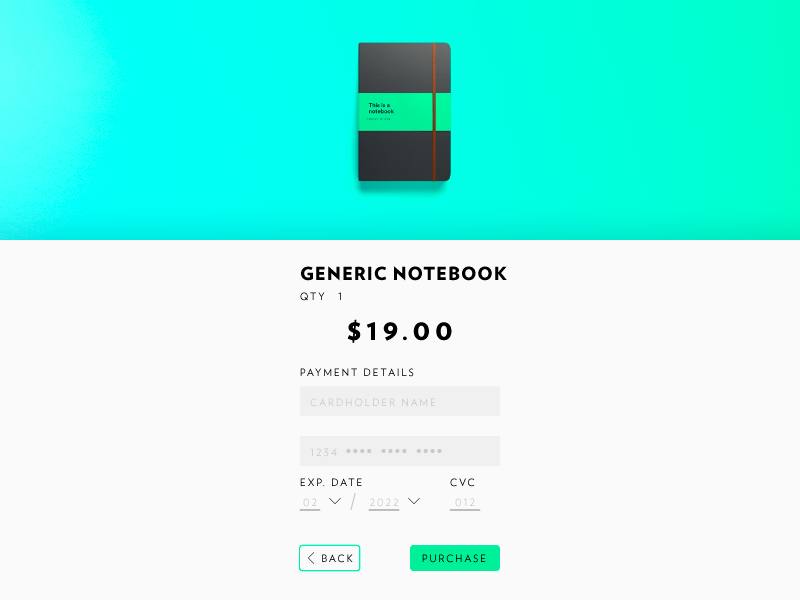 This is a
notebook
GENERIC NOTEBOOK
QTY 1
$19.00
PAYMENT DETAILS
CARDHOLDER NAME
1234 •••• •••• ••••
EXP. DATE
CVC
02 / 2022
012
BACK
PURCHASE